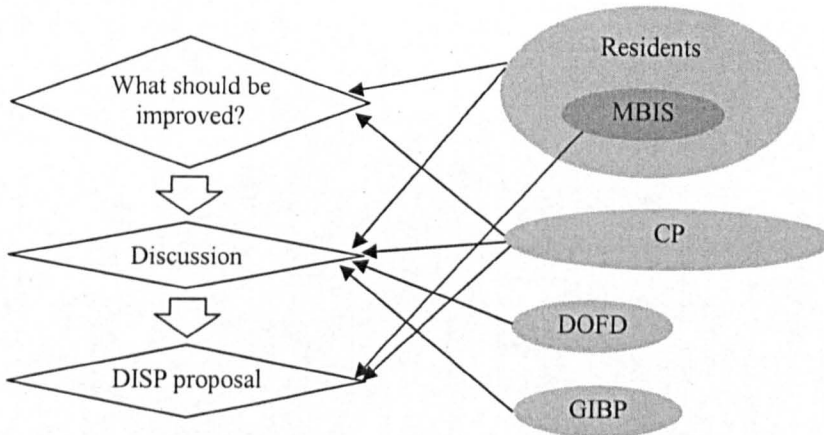 What should be
improved?
Discussion
DISP proposal
Residents
MBIS
CP
DOFD
GIBP